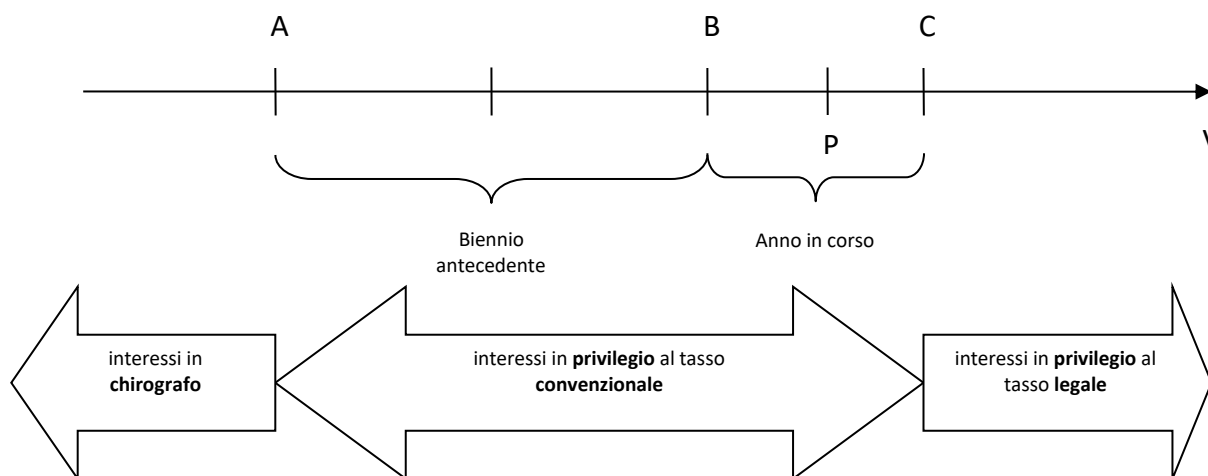 A
B
C
P
Biennio
antecedente
Anno in corso
interessi in
chirografo
interessi in privilegio al tasso
convenzionale
interessi in privilegio al
tasso legale